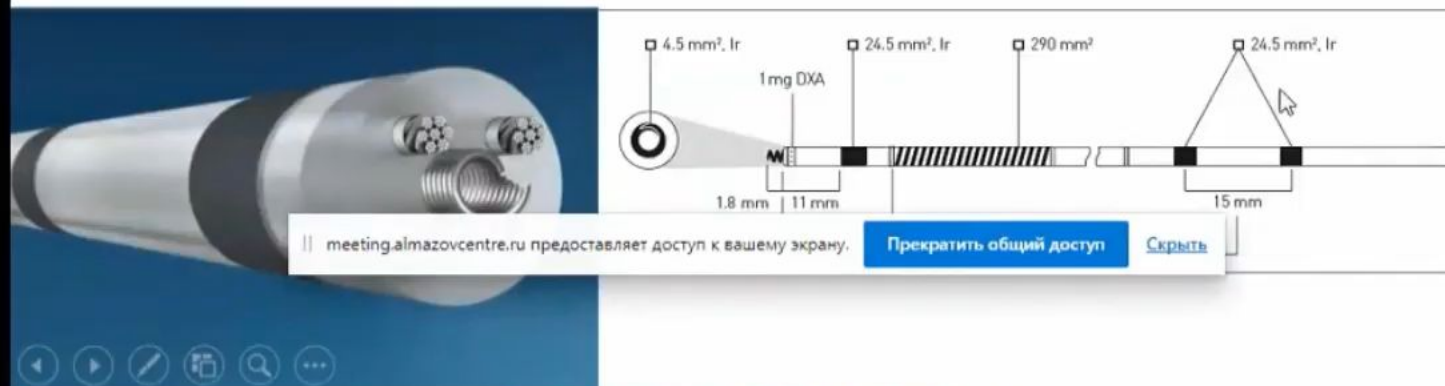 4.5 mm², Ir
24.5 mm², Ir
290 mm²
24.5 mm², Ir
1 mg DXA
1.8 mm
11 mm
15 mm
meeting.almazovcentre.ru предоставляет доступ к вашему экрану.
Прекратить общий доступ
Скрыть